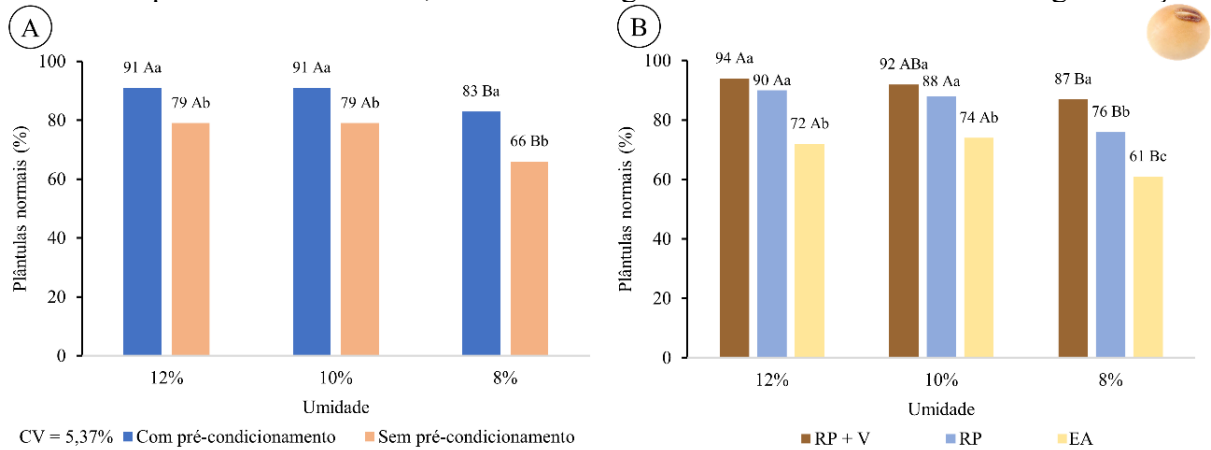 A
100
80
60
40
20
0
Plântulas normais (%)
91 Aa
79 Ab
91 Aa
79 Ab
83 Ba
66 Bb
12%
10%
8%
Umidade
CV = 5,37% Com pré-condicionamento Sem pré-condicionamento
B
100
80
60
40
20
0
Plântulas normais (%)
94 Aa
90 Aa
72 Ab
92 ABa
88 Aa
74 Ab
87 Ba
76 Bb
61 Bc
12%
10%
8%
Umidade
RP + V RP EA